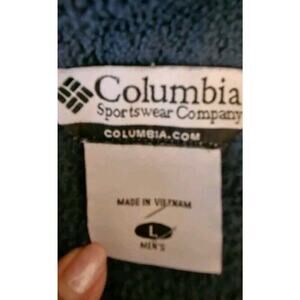 Columbia
Sportswear Company
COLUMBIA.COM
MADE IN VIETNAM
L
MEN'S